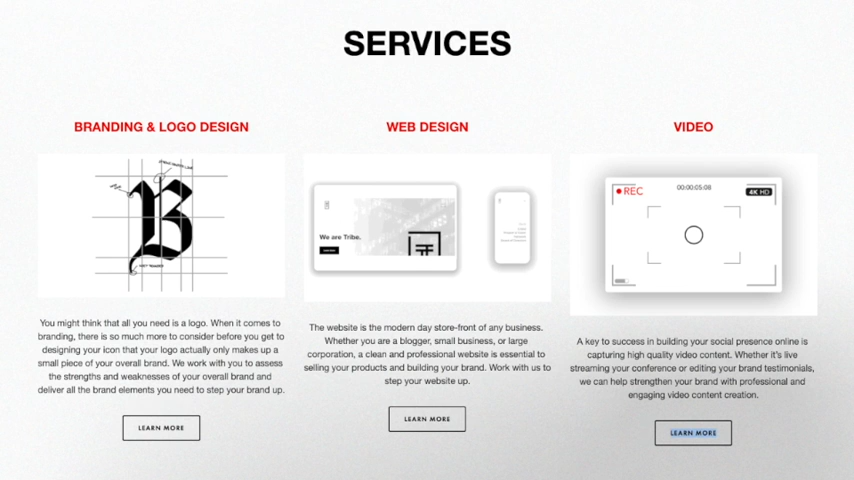 SERVICES
BRANDING & LOGO DESIGN
B
You might think that all you need is a logo. When it comes to
branding, there is so much more to consider before you get to
designing your icon that your logo actually only makes up a
small piece of your overall brand. We work with you to assess
the strengths and weaknesses of your overall brand and
deliver all the brand elements you need to step your brand up.
LEARN MORE
WEB DESIGN
We are Tribe.
The website is the modern day store-front of any business.
Whether you are a blogger, small business, or large
corporation, a clean and professional website is essential to
selling your products and building your brand. Work with us to
step your website up.
LEARN MORE
VIDEO
REC
00:00:05:08
4K HD
A key to success in building your social presence online is
capturing high quality video content. Whether it's live
streaming your conference or editing your brand testimonials,
we can help strengthen your brand with professional and
engaging video content creation.
LEARN MORE